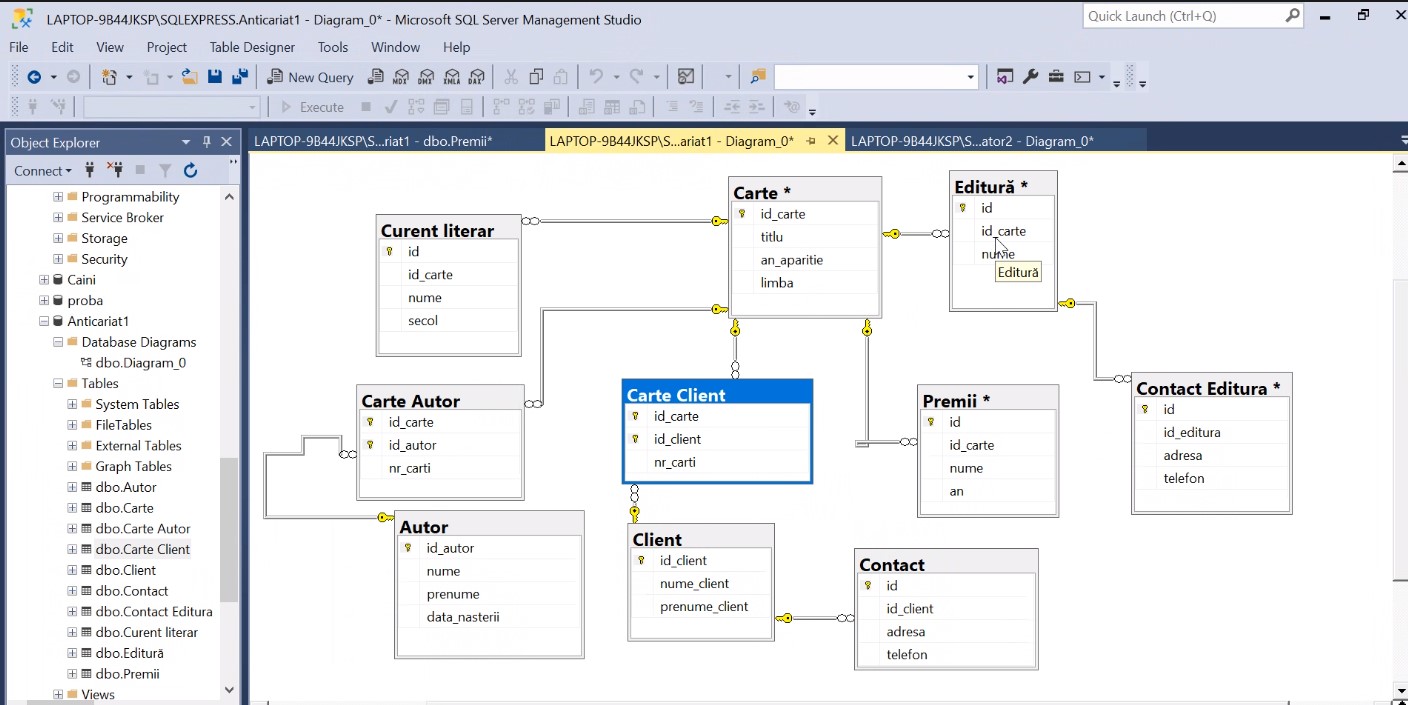 LAPTOP-9B44JKSP\SQLEXPRESS.Anticariat1 - Diagram_0* - Microsoft SQL Server Management Studio
Quick Launch (Ctrl+Q)
File Edit View Project Table Designer Tools Window Help
New Query MDX DMX XMLA DAX
Execute
Object Explorer
LAPTOP-9B44JKSP\S...riat1 - dbo.Premii*
LAPTOP-9B44JKSP\S...ariat1 - Diagram_0*
LAPTOP-9B44JKSP\S...ator2 - Diagram_0*
Connect
Programmability
Service Broker
Storage
Security
Caini
proba
Anticariat1
Database Diagrams
dbo.Diagram_0
Tables
System Tables
FileTables
External Tables
Graph Tables
dbo.Autor
dbo.Carte
dbo.Carte Autor
dbo.Carte Client
dbo.Client
dbo.Contact
dbo.Contact Editura
dbo.Curent literar
dbo.Editură
dbo.Premii
Views
Curent literar
id
id_carte
nume
secol
Carte *
id_carte
titlu
an_aparitie
limba
Editură *
id
id_carte
nume
Editură
Carte Autor
id_carte
id_autor
nr_carti
Carte Client
id_carte
id_client
nr_carti
Premii *
id
id_carte
nume
an
Contact Editura *
id
id_editura
adresa
telefon
Autor
id_autor
nume
prenume
data_nasterii
Client
id_client
nume_client
prenume_client
Contact
id
id_client
adresa
telefon